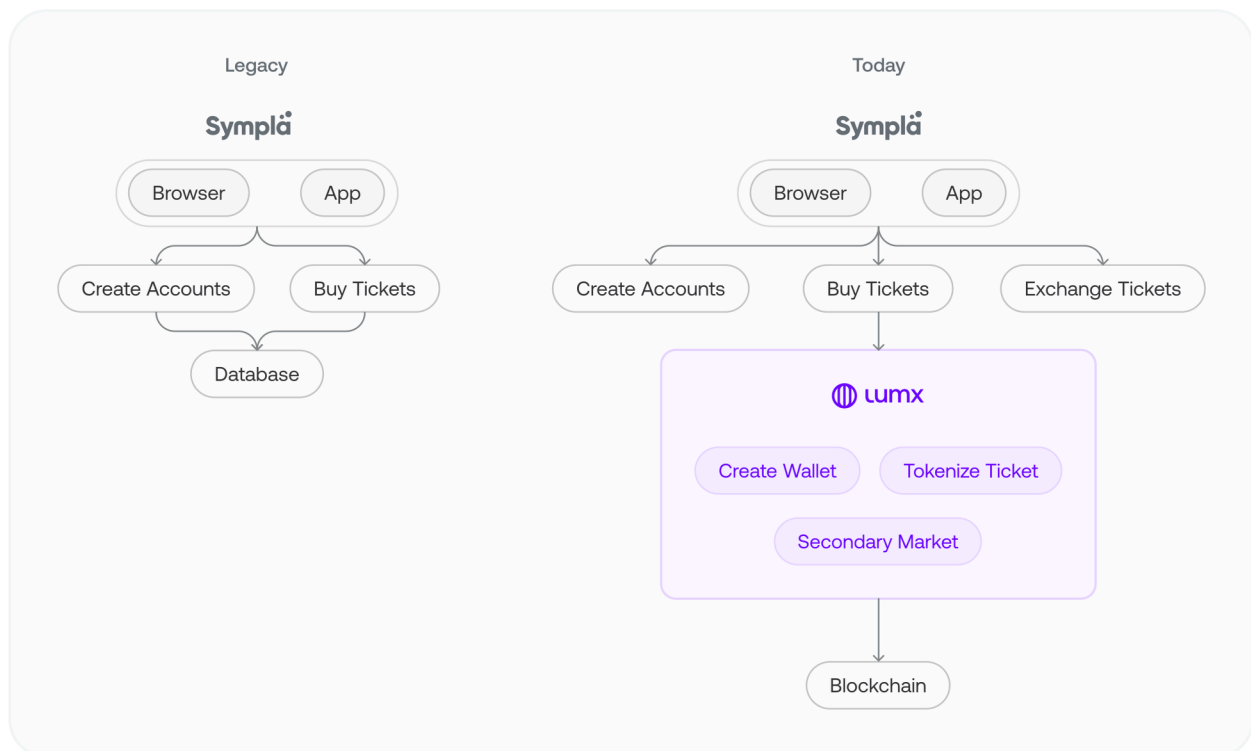 Legacy
Today
Sympla
Sympla
Browser
App
Browser
App
Create Accounts
Buy Tickets
Create Accounts
Buy Tickets
Exchange Tickets
Database
lumx
Create Wallet
Tokenize Ticket
Secondary Market
Blockchain